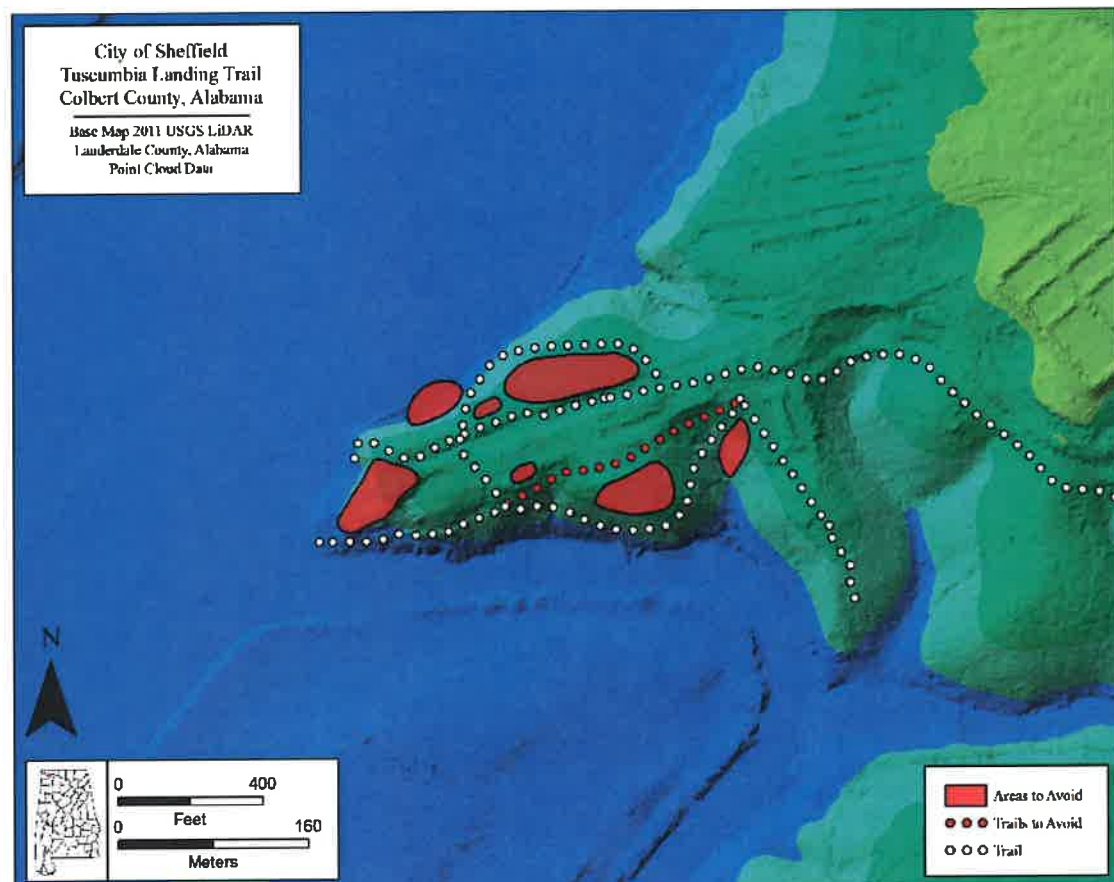 City of Sheffield
Tuscumbia Landing Trail
Colbert County, Alabama
Base Map 2011 USGS LiDAR
Lauderdale County, Alabama
Point Cloud Data
N
0 400
Feet
0 160
Meters
Areas to Avoid
Trails to Avoid
Trail